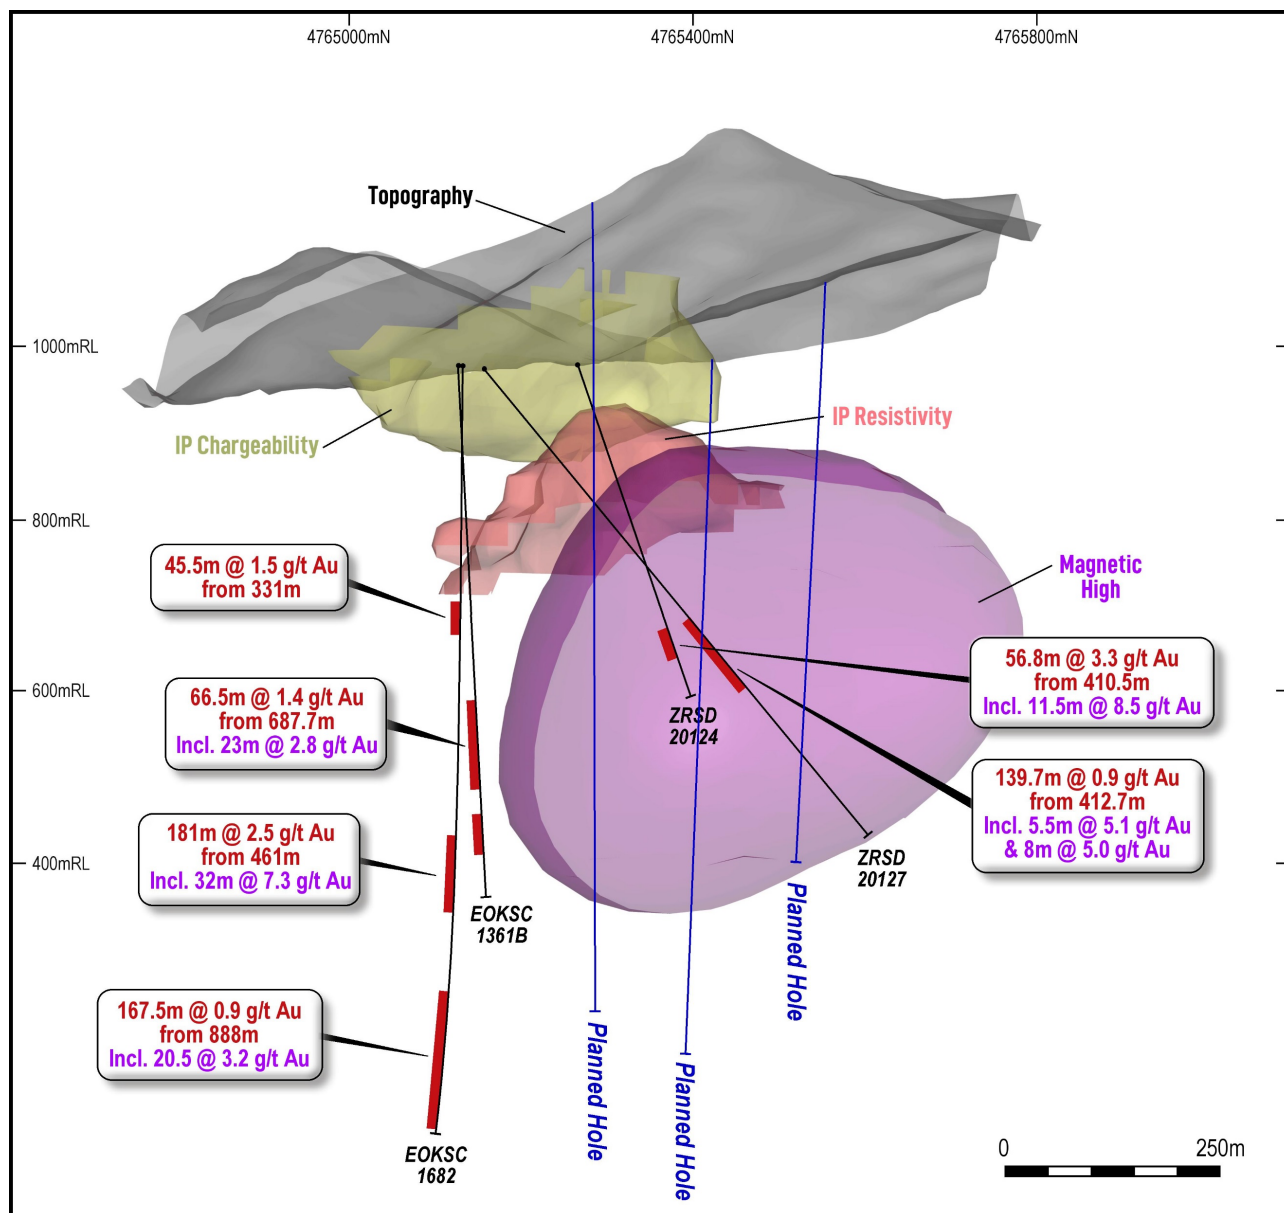 4765000mN
4765400mN
4765800mN
Topography
1000mRL
IP Chargeability
IP Resistivity
800mRL
45.5m @ 1.5 g/t Au
from 331m
Magnetic
High
56.8m @ 3.3 g/t Au
from 410.5m
Incl. 11.5m @ 8.5 g/t Au
600mRL
66.5m @ 1.4 g/t Au
from 687.7m
Incl. 23m @ 2.8 g/t Au
ZRSD
20124
139.7m @ 0.9 g/t Au
from 412.7m
Incl. 5.5m @ 5.1 g/t Au
& 8m @ 5.0 g/t Au
181m @ 2.5 g/t Au
from 461m
Incl. 32m @ 7.3 g/t Au
400mRL
ZRSD
20127
EOKSC
1361B
Planned Hole
167.5m @ 0.9 g/t Au
from 888m
Incl. 20.5 @ 3.2 g/t Au
Planned Hole
Planned Hole
EOKSC
1682
0
250m